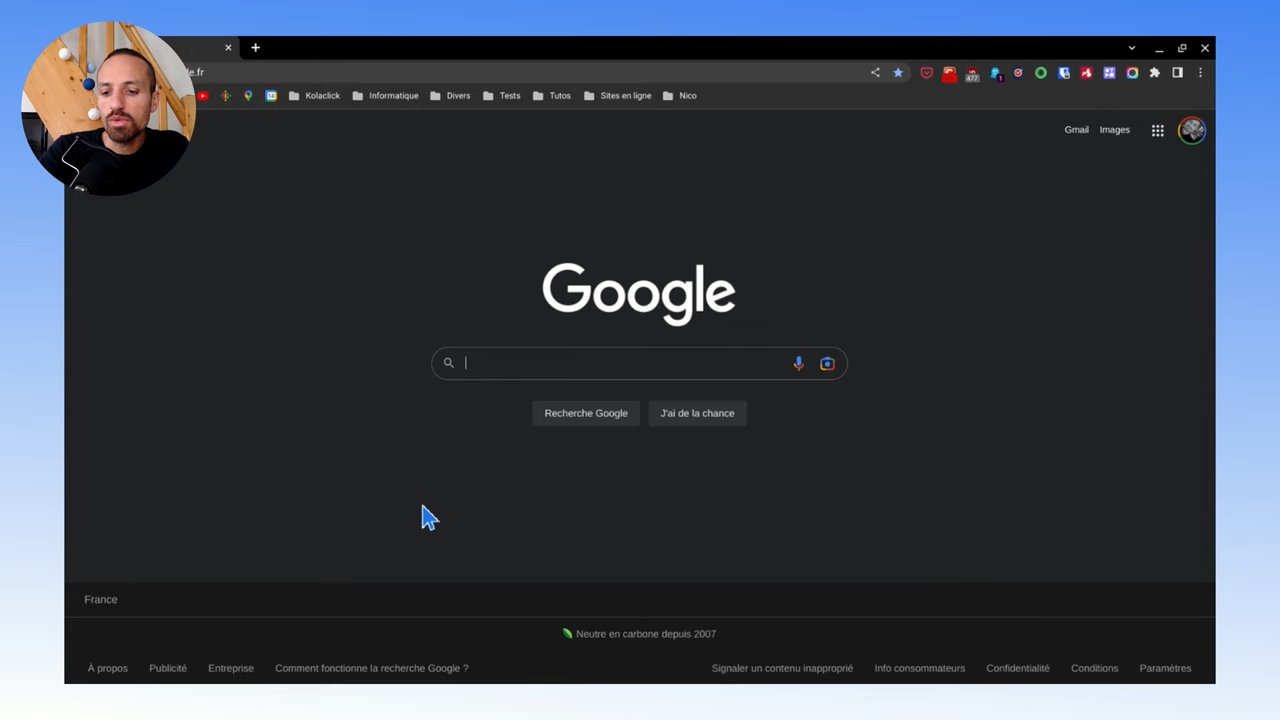 le.fr
Kolaclick Informatique Divers Tests Tutos Sites en ligne Nico
Gmail Images
Google
Recherche Google J'ai de la chance
France
Neutre en carbone depuis 2007
À propos Publicité Entreprise Comment fonctionne la recherche Google ? Signaler un contenu inapproprié Info consommateurs Confidentialité Conditions Paramètres